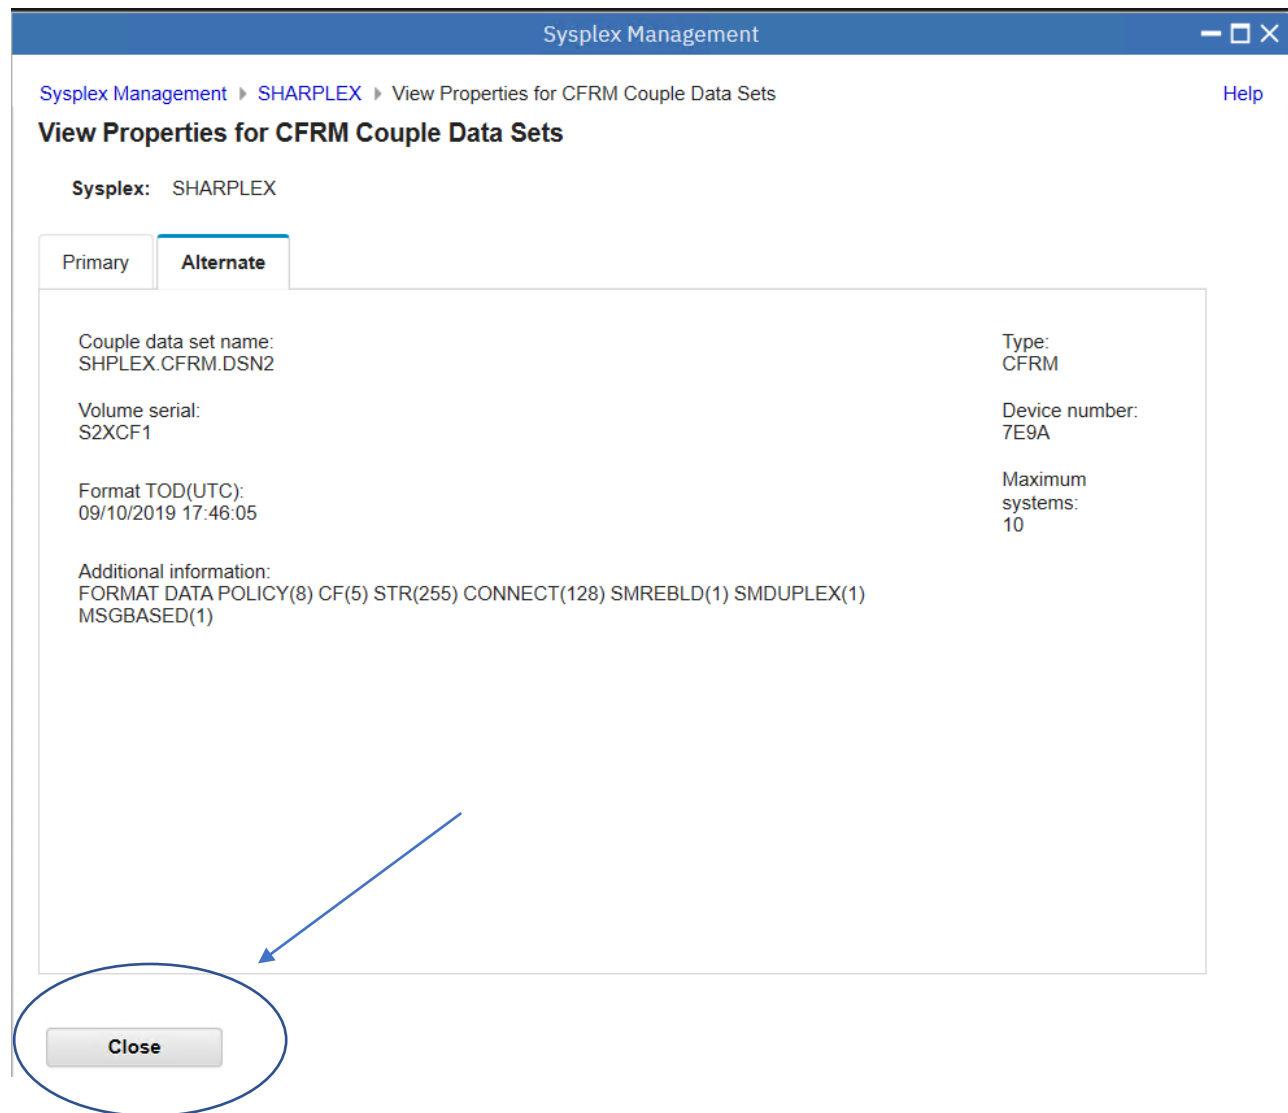 Sysplex Management
Sysplex Management SHARPLEX View Properties for CFRM Couple Data Sets Help
View Properties for CFRM Couple Data Sets
Sysplex: SHARPLEX
Primary Alternate
Couple data set name:
SHPLEX.CFRM.DSN2
Type:
CFRM
Volume serial:
S2XCF1
Device number:
7E9A
Format TOD(UTC):
09/10/2019 17:46:05
Maximum
systems:
10
Additional information:
FORMAT DATA POLICY(8) CF(5) STR(255) CONNECT(128) SMREBLD(1) SMDUPLEX(1)
MSGBASED(1)
Close